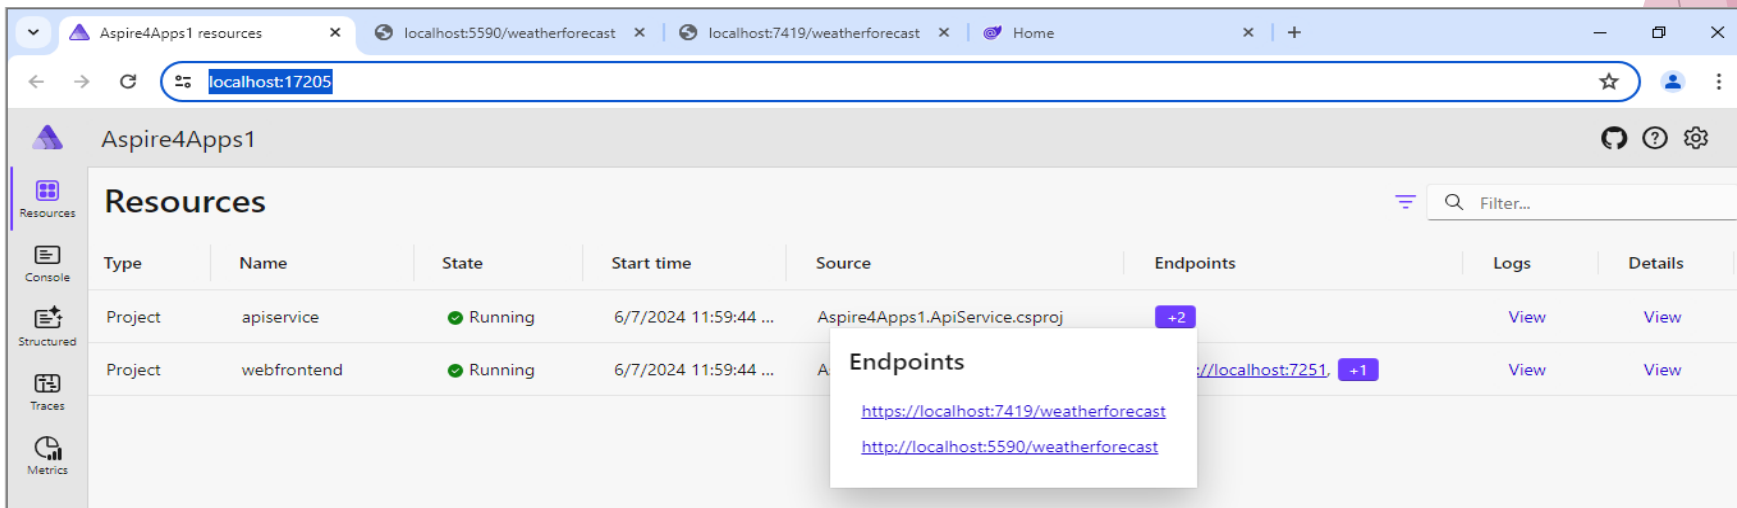 Aspire4Apps1 resources
localhost:5590/weatherforecast
localhost:7419/weatherforecast
Home
localhost:17205
Aspire4Apps1
Resources
Console
Structured
Traces
Metrics
Resources
Filter...
Type Name State Start time Source Endpoints Logs Details
Project apiservice Running 6/7/2024 11:59:44 ... Aspire4Apps1.ApiService.csproj +2 View View
Project webfrontend Running 6/7/2024 11:59:44 ... A ://localhost:7251, +1 View View
Endpoints
https://localhost:7419/weatherforecast
http://localhost:5590/weatherforecast